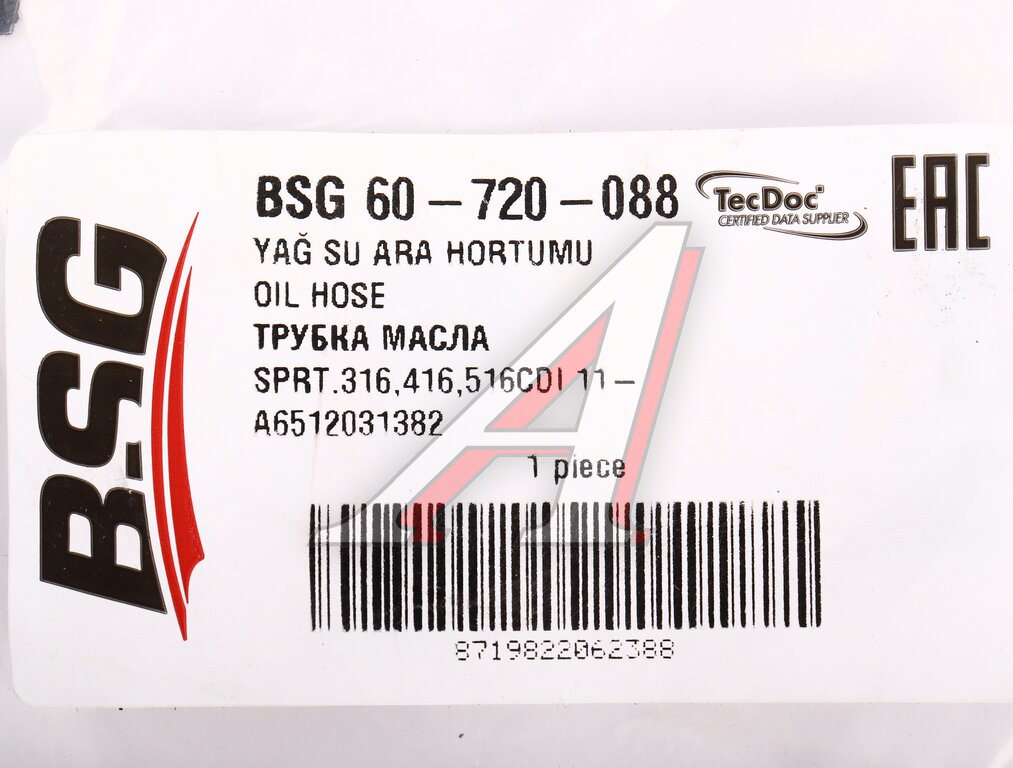 BSG
BSG 60-720-088
TecDoc
CERTIFIED DATA SUPPLIER
EAC
YAĞ SU ARA HORTUMU
OIL HOSE
ТРУБКА МАСЛА
SPRT.316,416,516CDI 11-
A6512031382
1 piece
8719822062388